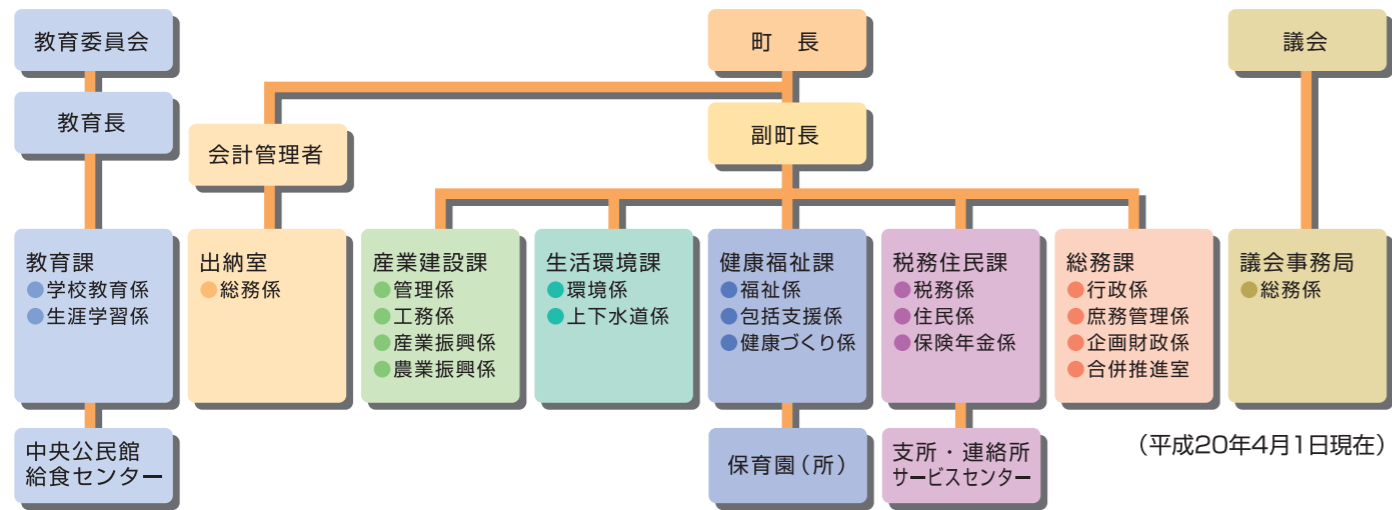 教育委員会
教育長
教育課
●学校教育係
●生涯学習係
中央公民館
給食センター
町　長
会計管理者
出納室
●総務係
副町長
産業建設課
●管理係
●工務係
●産業振興係
●農業振興係
生活環境課
●環境係
●上下水道係
健康福祉課
●福祉係
●包括支援係
●健康づくり係
保育園（所）
税務住民課
●税務係
●住民係
●保険年金係
支所・連絡所
サービスセンター
総務課
●行政係
●庶務管理係
●企画財政係
●合併推進室
議会
議会事務局
●総務係
（平成20年4月1日現在）